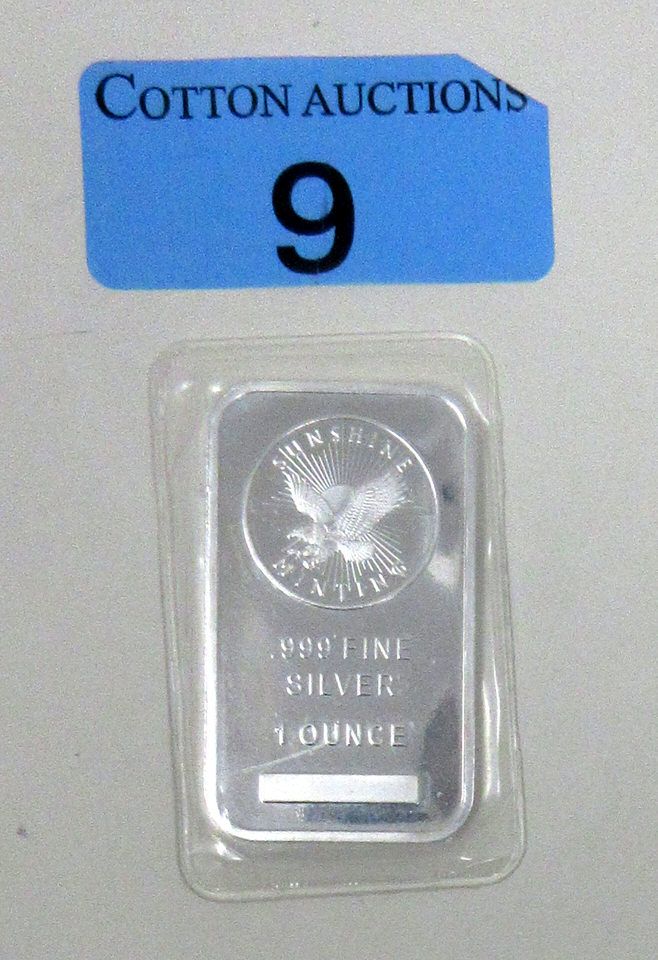 COTTON AUCTIONS
9
SUNSHINE
MINTING
.999 FINE
SILVER
1 OUNCE